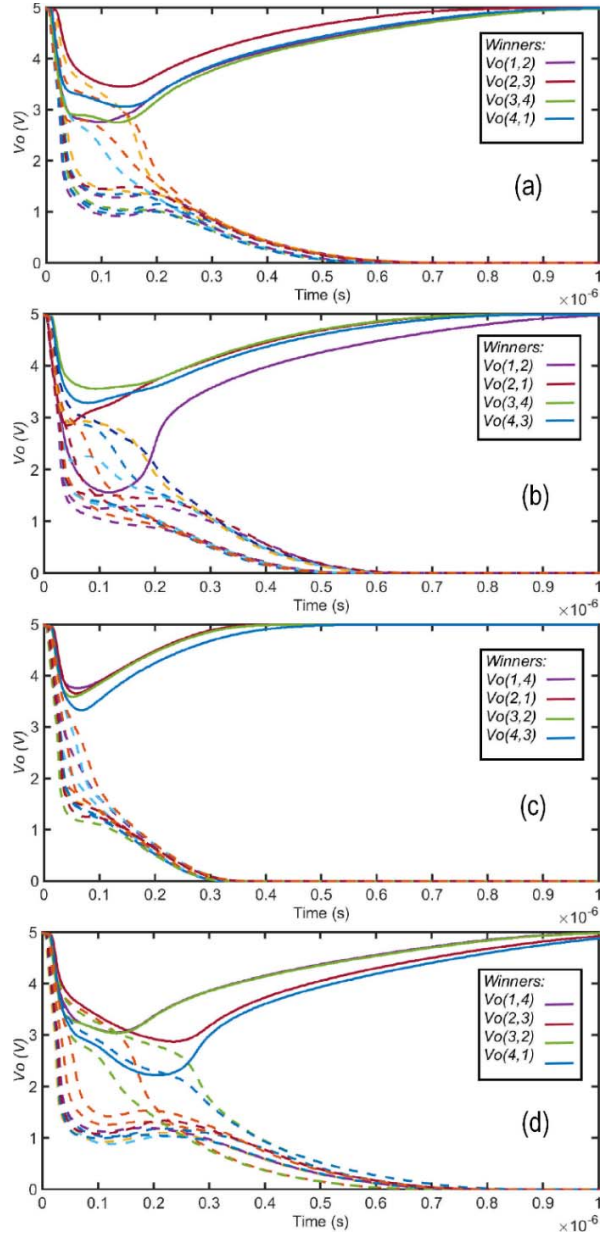 5
4
3
2
1
0
Vo (V)
Winners:
Vo(1,2)
Vo(2,3)
Vo(3,4)
Vo(4,1)
(a)
0 0.1 0.2 0.3 0.4 0.5 0.6 0.7 0.8 0.9 1
Time (s)
×10⁻⁶
5
4
3
2
1
0
Vo (V)
Winners:
Vo(1,2)
Vo(2,1)
Vo(3,4)
Vo(4,3)
(b)
0 0.1 0.2 0.3 0.4 0.5 0.6 0.7 0.8 0.9 1
Time (s)
×10⁻⁶
5
4
3
2
1
0
Vo (V)
Winners:
Vo(1,4)
Vo(2,1)
Vo(3,2)
Vo(4,3)
(c)
0 0.1 0.2 0.3 0.4 0.5 0.6 0.7 0.8 0.9 1
Time (s)
×10⁻⁶
5
4
3
2
1
0
Vo (V)
Winners:
Vo(1,4)
Vo(2,3)
Vo(3,2)
Vo(4,1)
(d)
0 0.1 0.2 0.3 0.4 0.5 0.6 0.7 0.8 0.9 1
Time (s)
×10⁻⁶